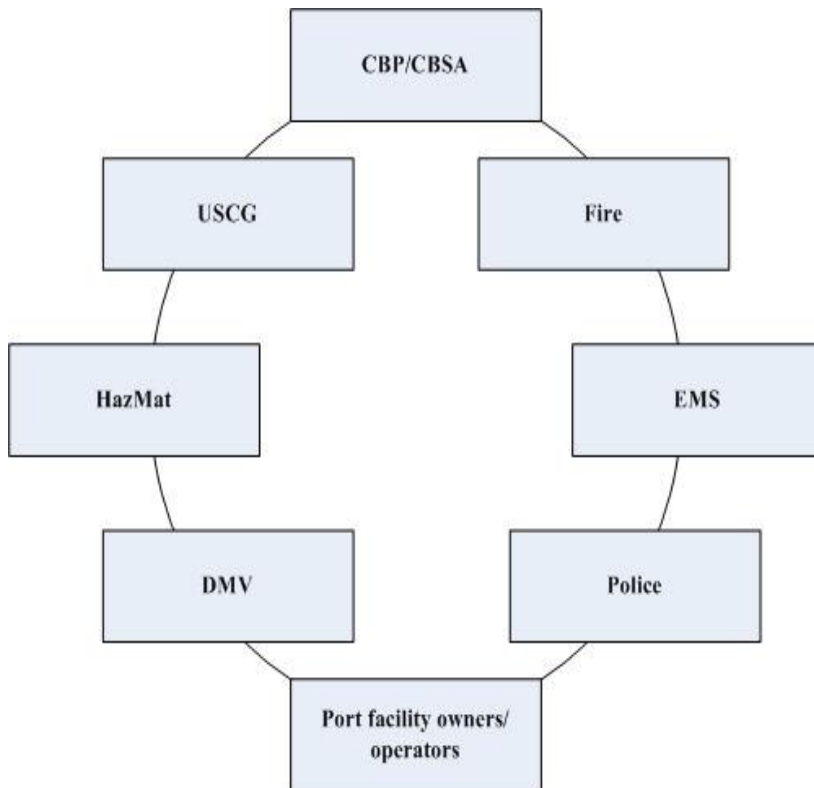 CBP/CBSA
USCG
Fire
HazMat
EMS
DMV
Police
Port facility owners/
operators